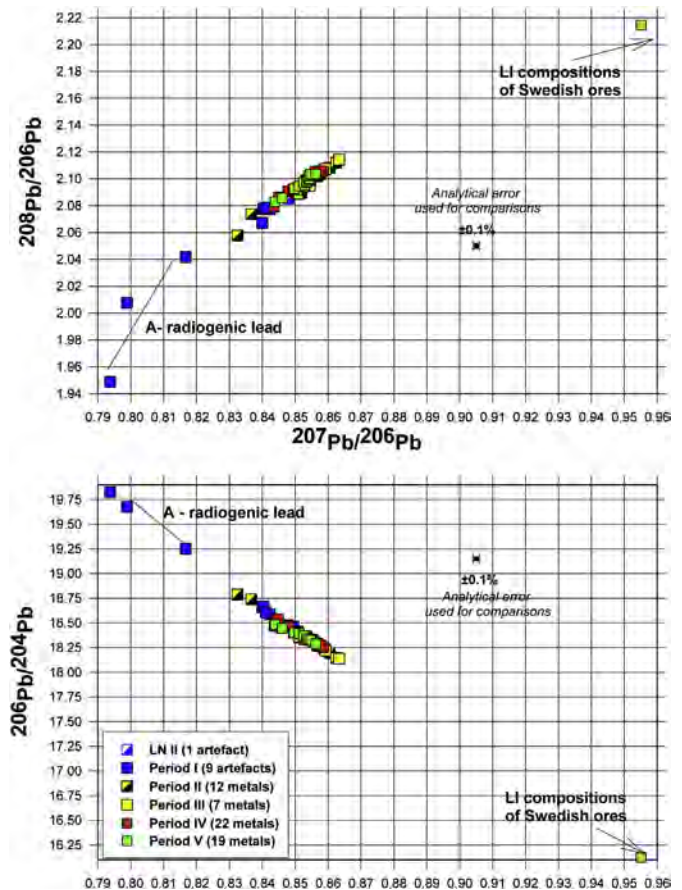 2.22
2.20
2.18
2.16
2.14
2.12
2.10
2.08
2.06
2.04
2.02
2.00
1.98
1.96
1.94
208Pb/206Pb
LI compositions
of Swedish ores
Analytical error
used for comparisons
±0.1%
A- radiogenic lead
0.79 0.80 0.81 0.82 0.83 0.84 0.85 0.86 0.87 0.88 0.89 0.90 0.91 0.92 0.93 0.94 0.95 0.96
207Pb/206Pb
19.75
19.50
19.25
19.00
18.75
18.50
18.25
18.00
17.75
17.50
17.25
17.00
16.75
16.50
16.25
206Pb/204Pb
A - radiogenic lead
±0.1%
Analytical error
used for comparisons
LN II (1 artefact)
Period I (9 artefacts)
Period II (12 metals)
Period III (7 metals)
Period IV (22 metals)
Period V (19 metals)
LI compositions
of Swedish ores
0.79 0.80 0.81 0.82 0.83 0.84 0.85 0.86 0.87 0.88 0.89 0.90 0.91 0.92 0.93 0.94 0.95 0.96